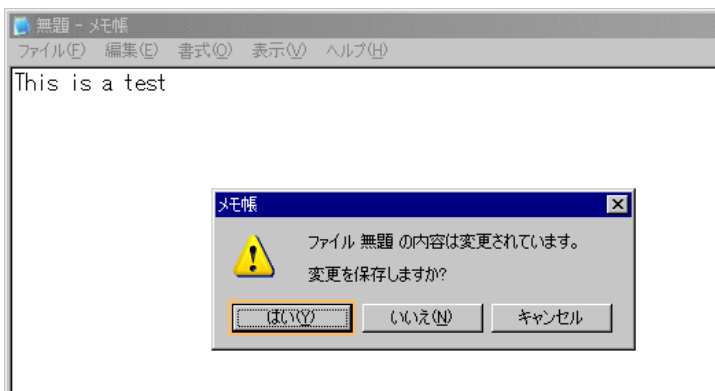 無題 - メモ帳
ファイル(F) 編集(E) 書式(O) 表示(V) ヘルプ(H)
This is a test
メモ帳
ファイル 無題 の内容は変更されています。
変更を保存しますか?
はい(Y) いいえ(N) キャンセル